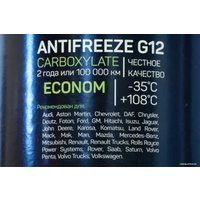 ANTIFREEZE G12
CARBOXYLATE
2 года или 100 000 км
ЧЕСТНОЕ
КАЧЕСТВО
ECONOM
-35°C
+108°C
Рекомендован для:
Audi, Aston Martin, Chevrolet, DAF, Chrysler,
Deutz, Foton, Ford, GM, Hitachi, Isuzu, Jaguar,
John Deere, Karosa, Komatsu, Land Rover,
Mack, Mak, Man, Mazda, Mercedes-Benz,
Mitsubishi, Renault, Renault Trucks, Rolls Royce
Power Systems, Rover, Saab, Saturn, Volvo
Penta, Volvo Trucks, Volkswagen.